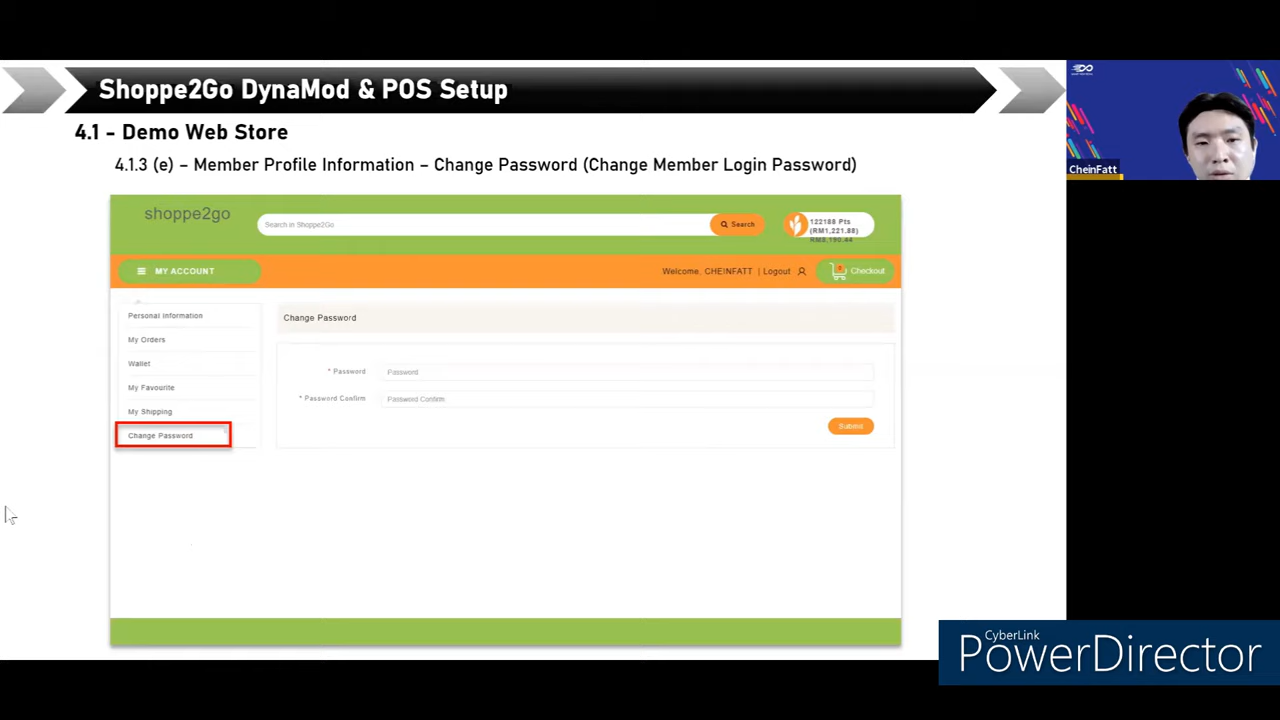 Shoppe2Go DynaMod & POS Setup
4.1 - Demo Web Store
4.1.3 (e) – Member Profile Information – Change Password (Change Member Login Password)
CheinFatt
shoppe2go
Search in Shoppe2Go
Search
122188 Pts
(RM1,221.88)
RM8,190.44
MY ACCOUNT
Welcome, CHEINFATT | Logout
Checkout
Personal Information
My Orders
Wallet
My Favourite
My Shipping
Change Password
Change Password
* Password
Password
* Password Confirm
Password Confirm
Submit
CyberLink
PowerDirector